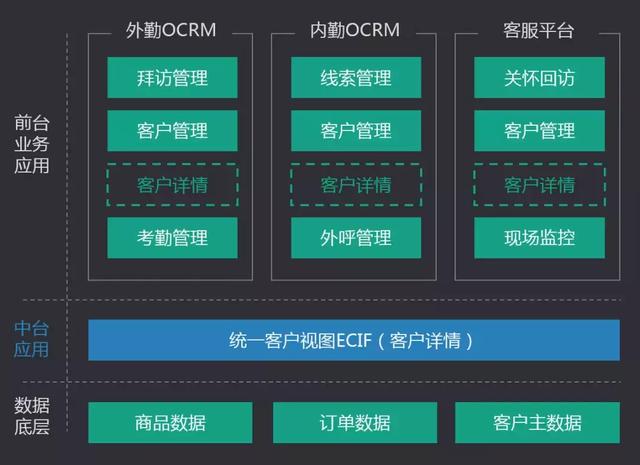 外勤OCRM
内勤OCRM
客服平台
前台
业务
应用
拜访管理
线索管理
关怀回访
客户管理
客户管理
客户管理
客户详情
客户详情
客户详情
考勤管理
外呼管理
现场监控
中台
应用
统一客户视图ECIF（客户详情）
数据
底层
商品数据
订单数据
客户主数据